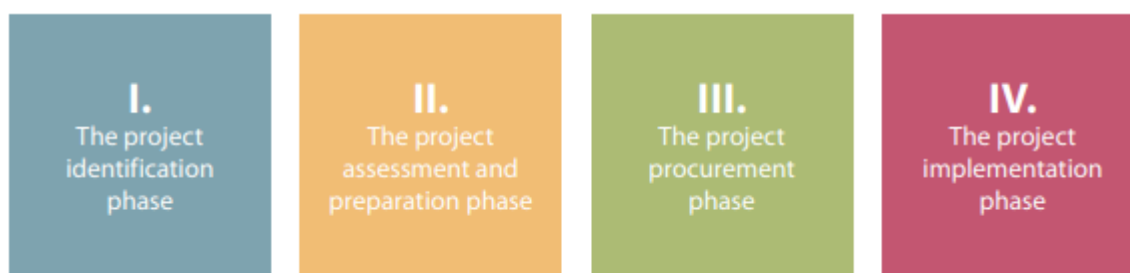 I.
The project
identification
phase
II.
The project
assessment and
preparation phase
III.
The project
procurement
phase
IV.
The project
implementation
phase